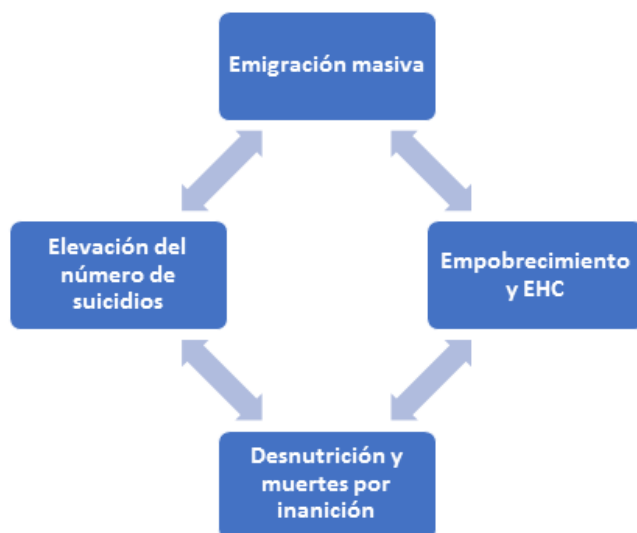 Emigración masiva
Elevación del
número de
suicidios
Empobrecimiento
y EHC
Desnutrición y
muertes por
inanición